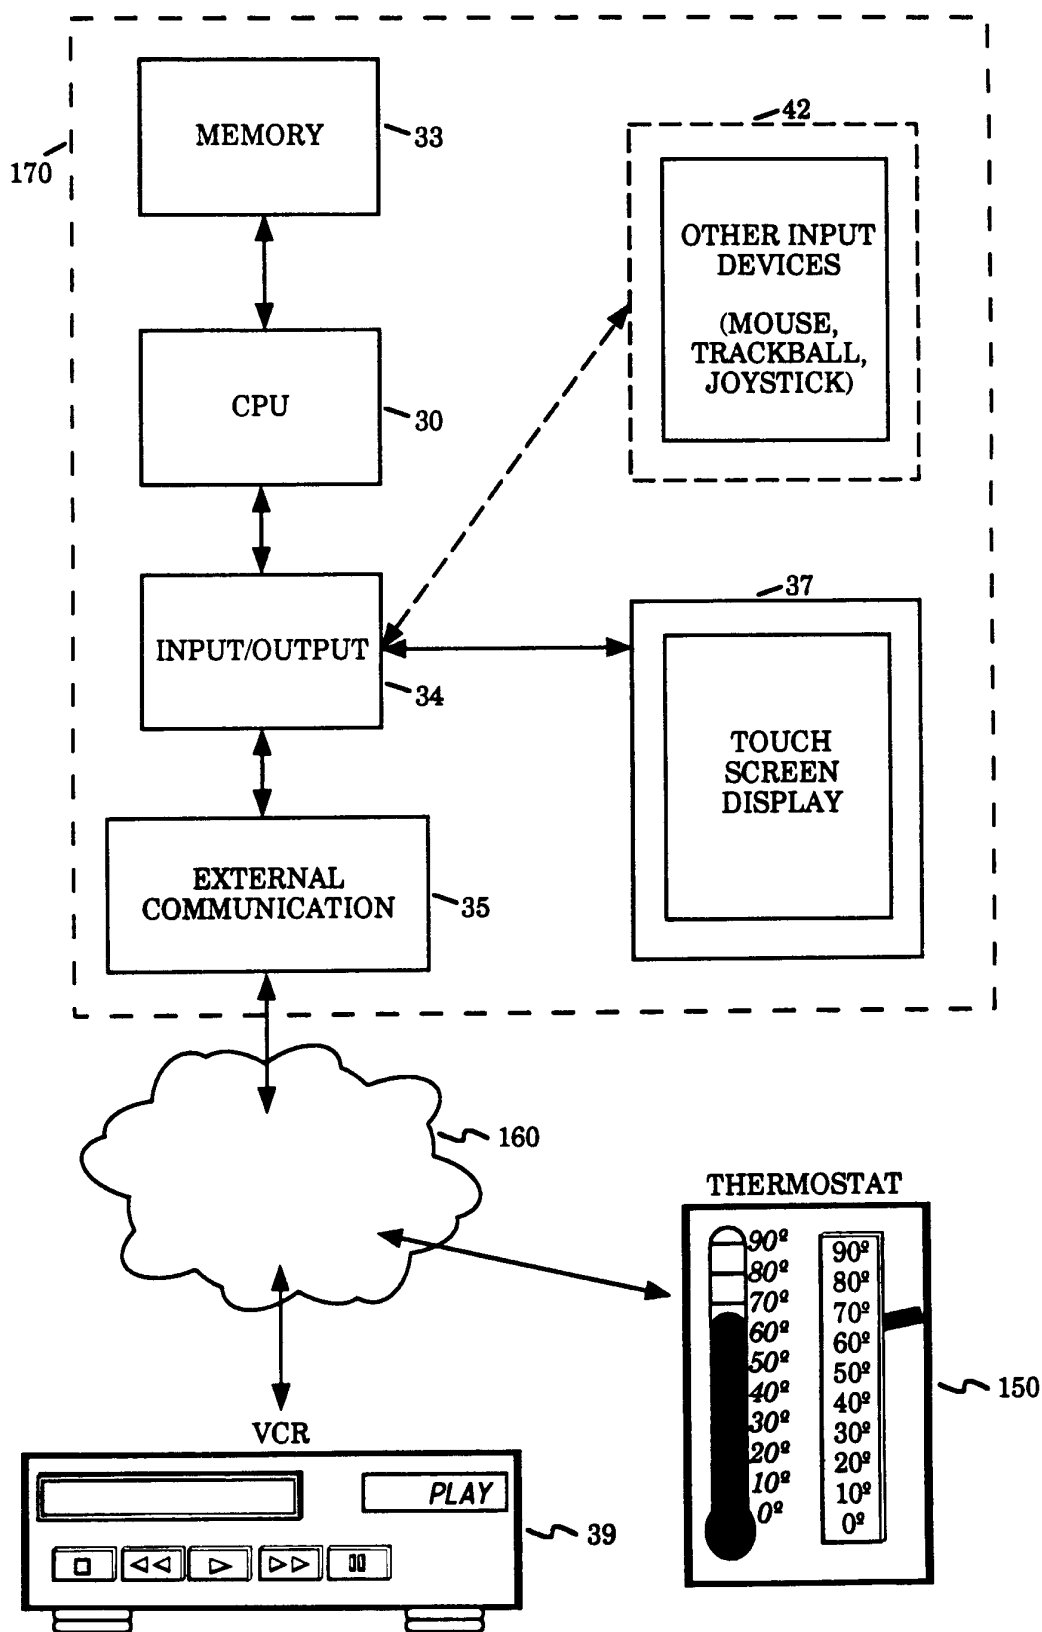 170
MEMORY
33
42
OTHER INPUT
DEVICES
(MOUSE,
TRACKBALL,
JOYSTICK)
CPU
30
INPUT/OUTPUT
34
37
TOUCH
SCREEN
DISPLAY
EXTERNAL
COMMUNICATION
35
160
THERMOSTAT
90º
80º
70º
60º
50º
40º
30º
20º
10º
0º
90º
80º
70º
60º
50º
40º
30º
20º
10º
0º
150
VCR
PLAY
39